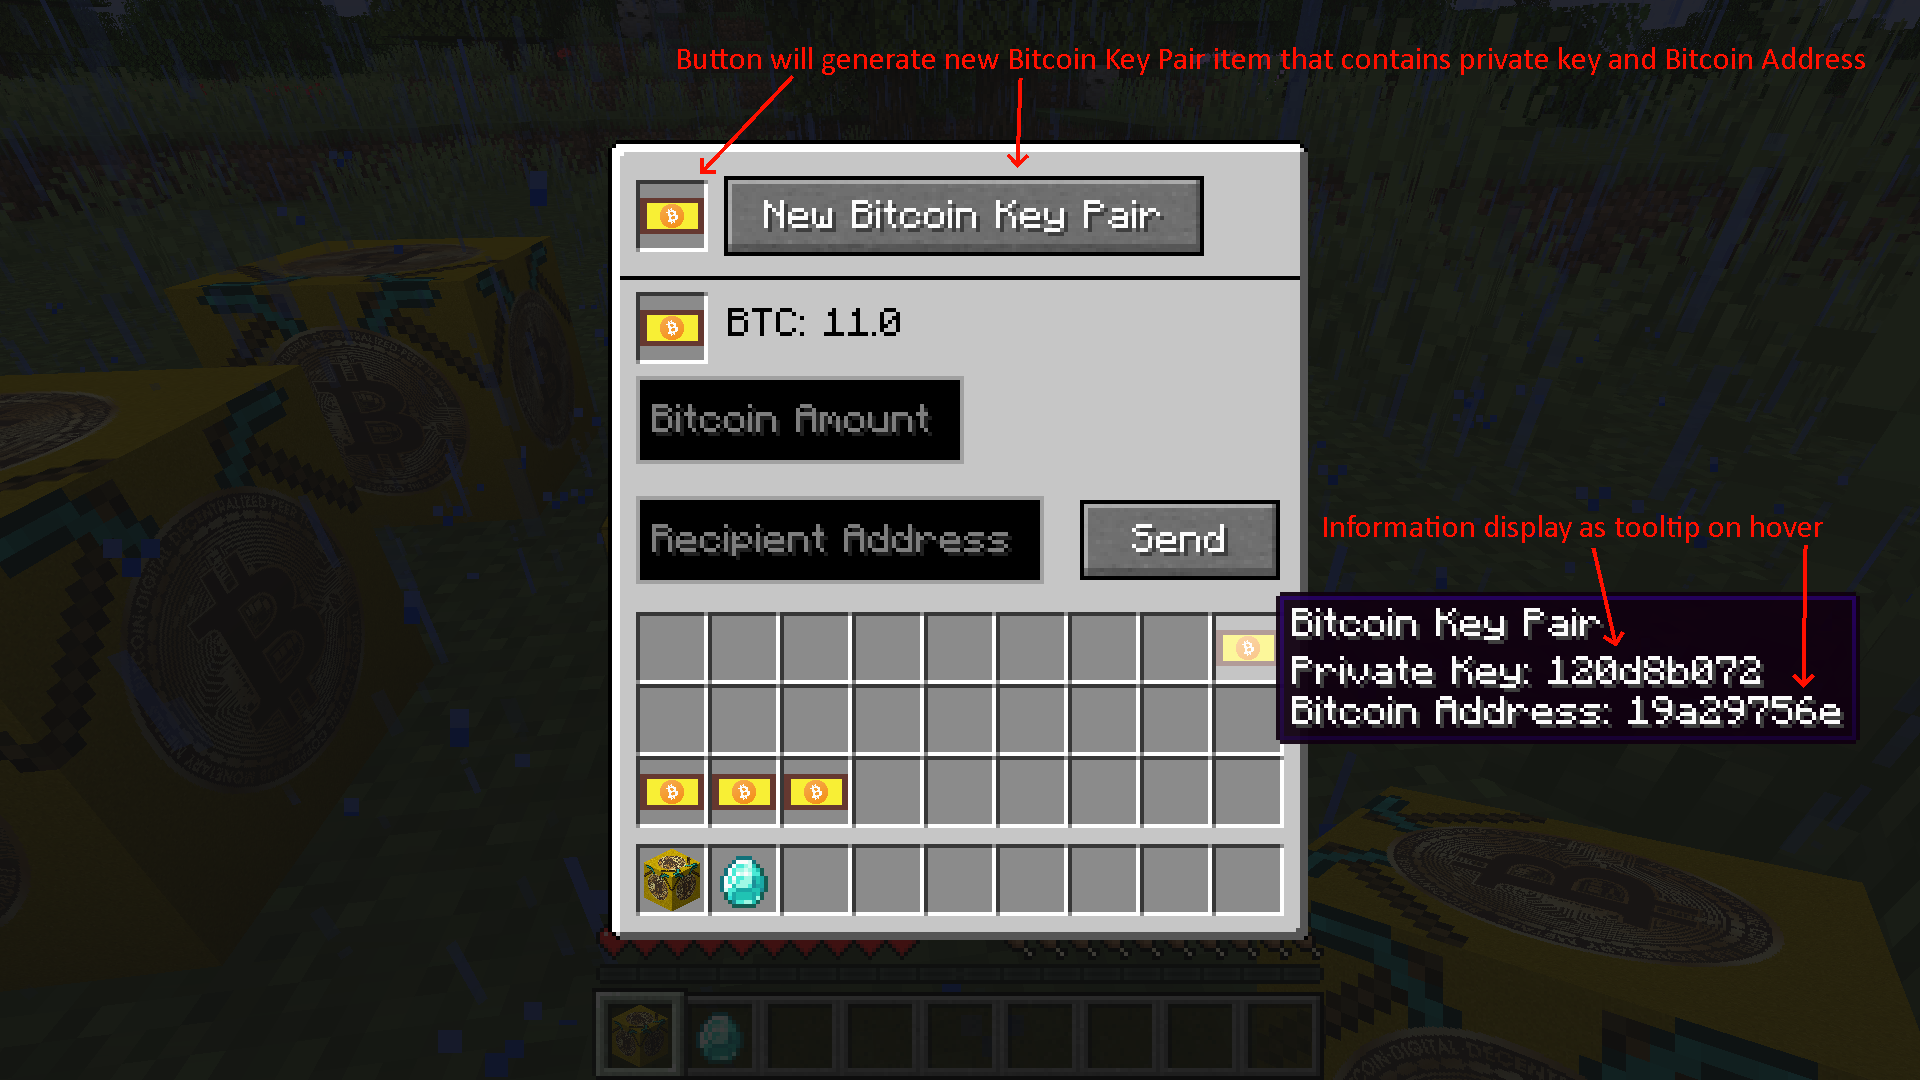 Button will generate new Bitcoin Key Pair item that contains private key and Bitcoin Address
New Bitcoin Key Pair
BTC: 11.0
Bitcoin Amount
Recipient Address
Send
Information display as tooltip on hover
Bitcoin Key Pair
Private Key: 120d8b072
Bitcoin Address: 19a29756e